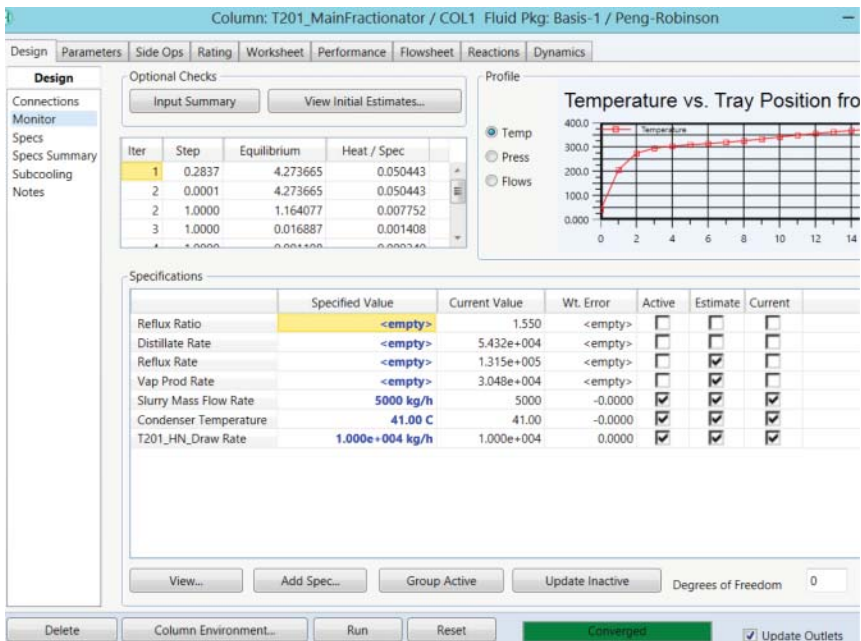 Column: T201_MainFractionator / COL1 Fluid Pkg: Basis-1 / Peng-Robinson
Design Parameters Side Ops Rating Worksheet Performance Flowsheet Reactions Dynamics
Design
Connections
Monitor
Specs
Specs Summary
Subcooling
Notes
Optional Checks
Input Summary View Initial Estimates...
Iter Step Equilibrium Heat / Spec
1 0.2837 4.273665 0.050443
2 0.0001 4.273665 0.050443
2 1.0000 1.164077 0.007752
3 1.0000 0.016887 0.001408
Profile
Temp
Press
Flows
Temperature vs. Tray Position fro
Temperature
400.0
300.0
200.0
100.0
0.000
0 2 4 6 8 10 12 14
Specifications
Specified Value Current Value Wt. Error Active Estimate Current
Reflux Ratio <empty> 1.550 <empty>
Distillate Rate <empty> 5.432e+004 <empty>
Reflux Rate <empty> 1.315e+005 <empty>
Vap Prod Rate <empty> 3.048e+004 <empty>
Slurry Mass Flow Rate 5000 kg/h 5000 -0.0000
Condenser Temperature 41.00 C 41.00 -0.0000
T201_HN_Draw Rate 1.000e+004 kg/h 1.000e+004 0.0000
View... Add Spec... Group Active Update Inactive Degrees of Freedom 0
Delete Column Environment... Run Reset Converged Update Outlets